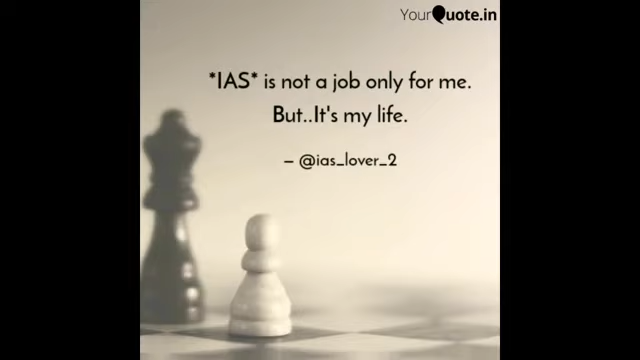 YourQuote.in
*IAS* is not a job only for me.
But..It's my life.
– @ias_lover_2